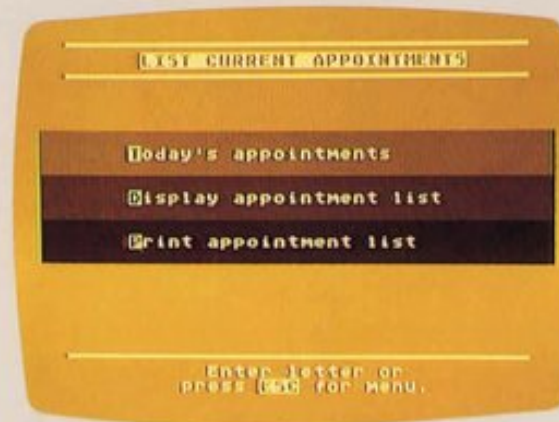 LIST CURRENT APPOINTMENTS
Today's appointments
Display appointment list
Print appointment list
Enter letter or
press ESC for menu.